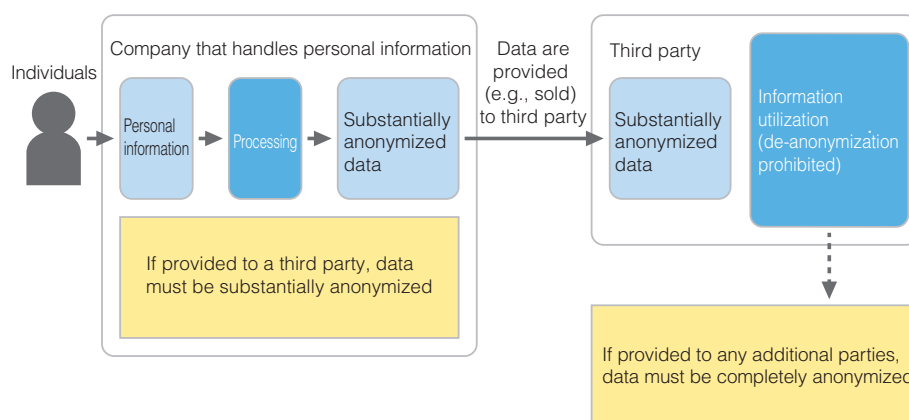 Individuals
Company that handles personal information
Personal
information
Processing
Substantially
anonymized
data
If provided to a third party, data
must be substantially anonymized
Data are
provided
(e.g., sold)
to third party
Third party
Substantially
anonymized
data
Information
utilization
(de-anonymization
prohibited)
If provided to any additional parties,
data must be completely anonymized